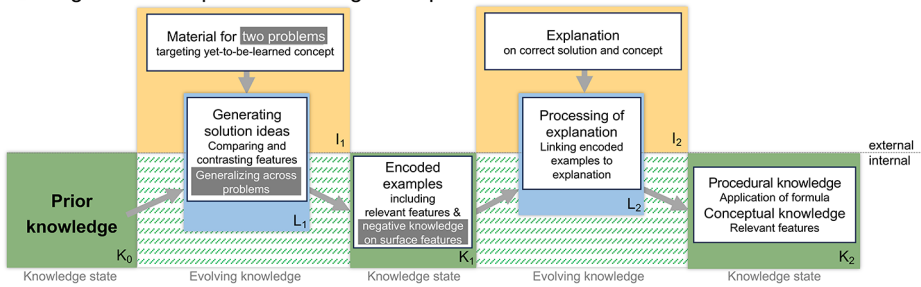 Material for two problems
targeting yet-to-be-learned concept
Explanation
on correct solution and concept
Generating
solution ideas
Comparing and
contrasting features
Generalizing across
problems
I1
Processing of
explanation
Linking encoded
examples to
explanation
I2
external
internal
Prior
knowledge
K0
L1
Encoded
examples
including
relevant features &
negative knowledge
on surface features
K1
L2
Procedural knowledge
Application of formula
Conceptual knowledge
Relevant features
K2
Knowledge state
Evolving knowledge
Knowledge state
Evolving knowledge
Knowledge state